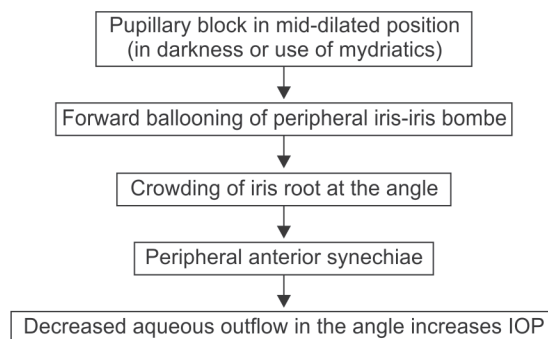 Pupillary block in mid-dilated position
(in darkness or use of mydriatics)
Forward ballooning of peripheral iris-iris bombe
Crowding of iris root at the angle
Peripheral anterior synechiae
Decreased aqueous outflow in the angle increases IOP